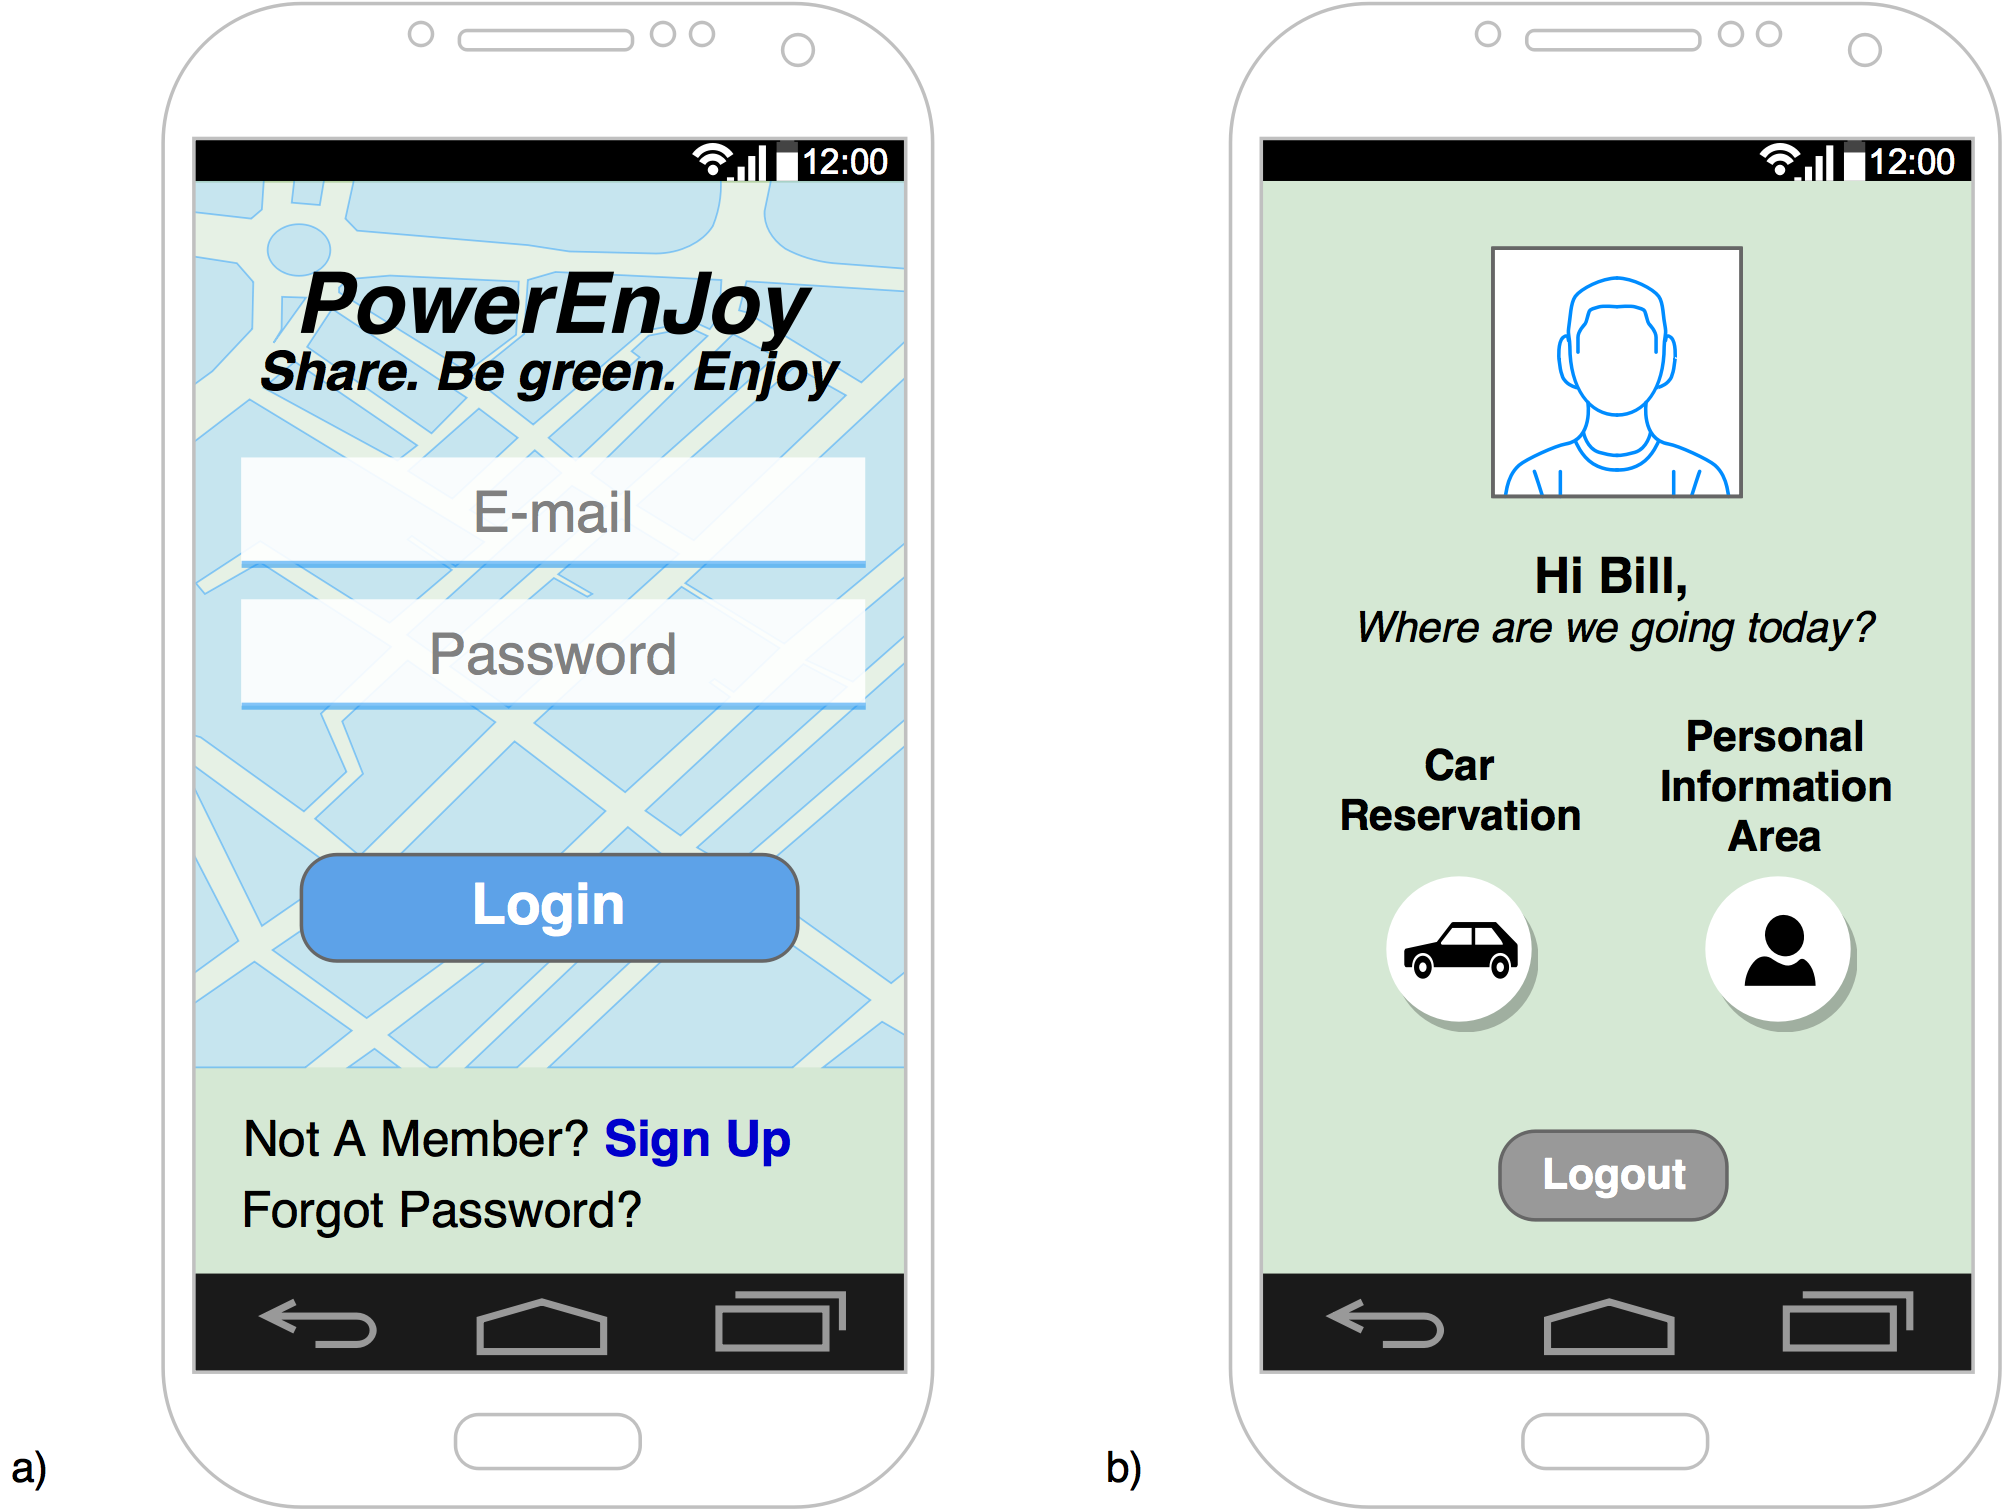 12:00
PowerEnJoy
Share. Be green. Enjoy
E-mail
Password
Login
Not A Member? Sign Up
Forgot Password?
a)
12:00
Hi Bill,
Where are we going today?
Car
Reservation
Personal
Information
Area
Logout
b)